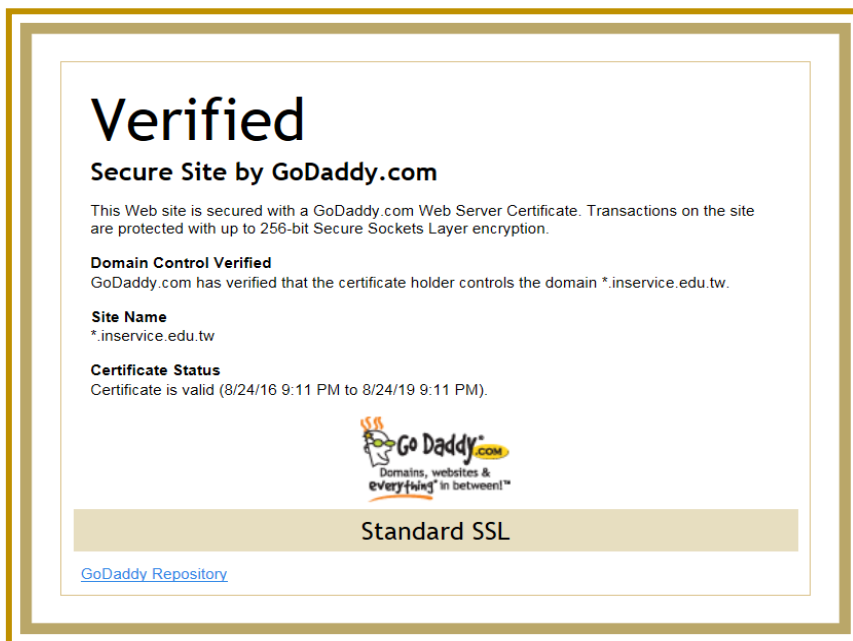 Verified
Secure Site by GoDaddy.com
This Web site is secured with a GoDaddy.com Web Server Certificate. Transactions on the site
are protected with up to 256-bit Secure Sockets Layer encryption.
Domain Control Verified
GoDaddy.com has verified that the certificate holder controls the domain *.inservice.edu.tw.
Site Name
*.inservice.edu.tw
Certificate Status
Certificate is valid (8/24/16 9:11 PM to 8/24/19 9:11 PM).
Go Daddy.COM
Domains, websites &
everything® in between!™
Standard SSL
GoDaddy Repository